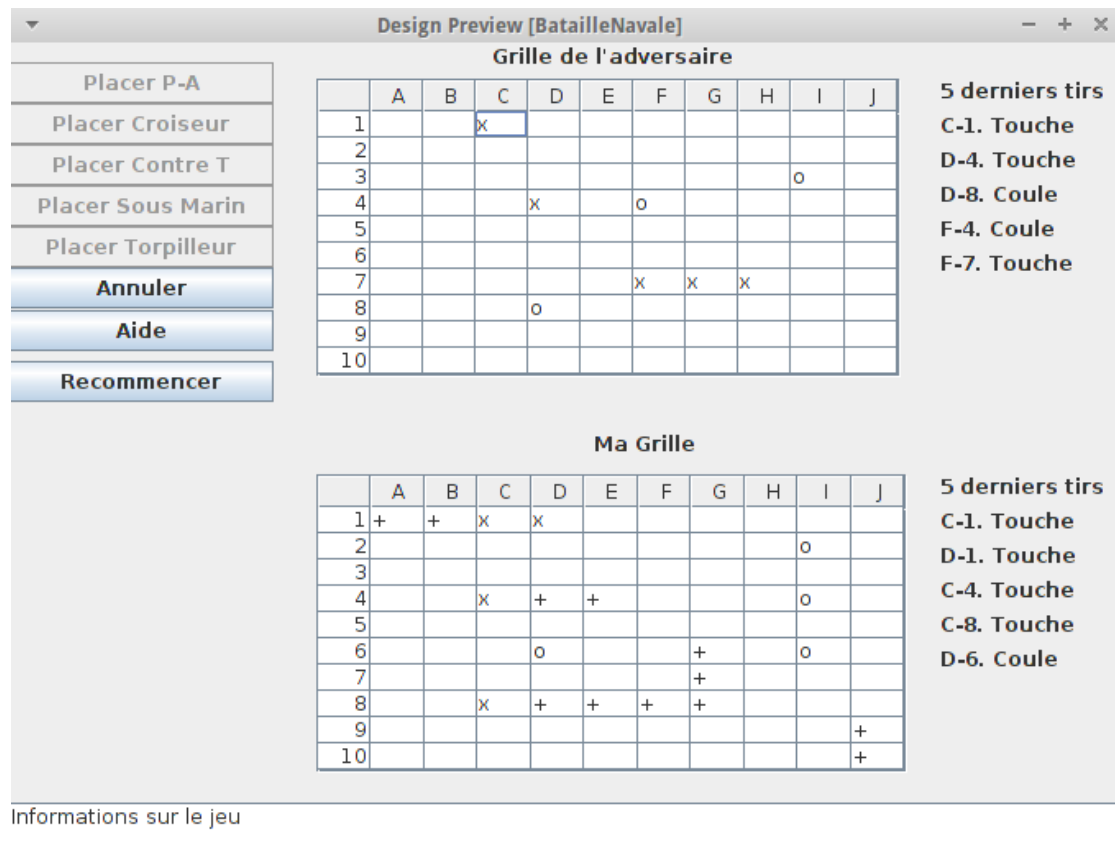 Design Preview [BatailleNavale]
Placer P-A
Placer Croiseur
Placer Contre T
Placer Sous Marin
Placer Torpilleur
Annuler
Aide
Recommencer
Grille de l'adversaire
A B C D E F G H I J
1 x
2
3 o
4 x o
5
6
7 x x x
8 o
9
10
5 derniers tirs
C-1. Touche
D-4. Touche
D-8. Coule
F-4. Coule
F-7. Touche
Ma Grille
A B C D E F G H I J
1 + + x x
2 o
3
4 x + + o
5
6 o + o
7 +
8 x + + + +
9 +
10 +
5 derniers tirs
C-1. Touche
D-1. Touche
C-4. Touche
C-8. Touche
D-6. Coule
Informations sur le jeu